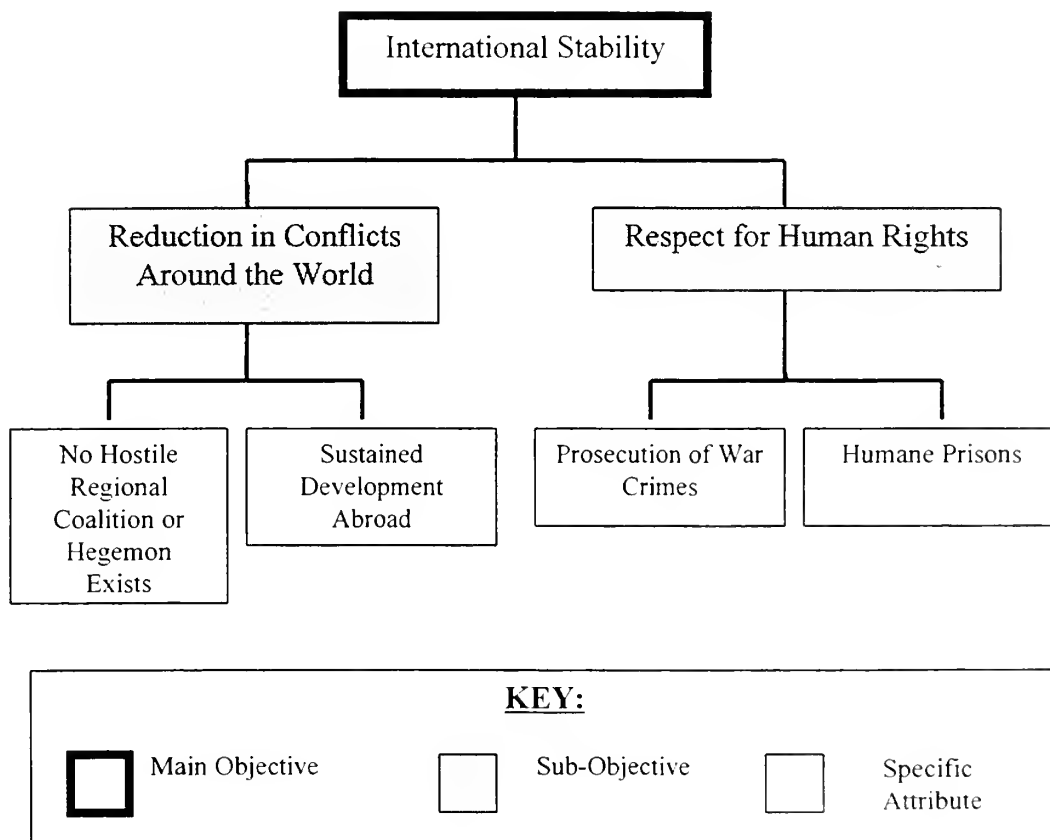 International Stability
Reduction in Conflicts
Around the World
Respect for Human Rights
No Hostile
Regional
Coalition or
Hegemon
Exists
Sustained
Development
Abroad
Prosecution of War
Crimes
Humane Prisons
KEY:
Main Objective
Sub-Objective
Specific
Attribute